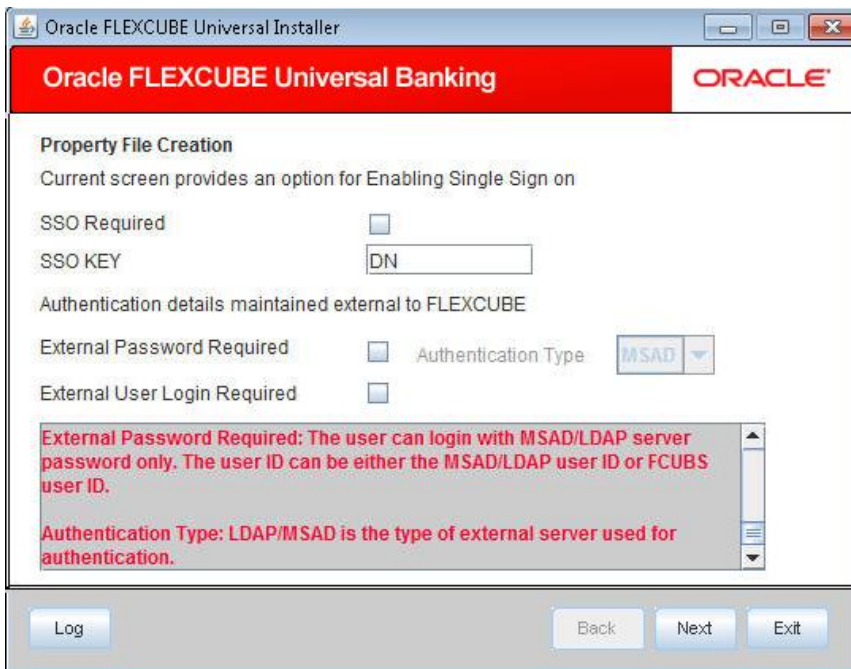 Oracle FLEXCUBE Universal Installer
Oracle FLEXCUBE Universal Banking
ORACLE
Property File Creation
Current screen provides an option for Enabling Single Sign on
SSO Required
SSO KEY DN
Authentication details maintained external to FLEXCUBE
External Password Required Authentication Type MSAD
External User Login Required
External Password Required: The user can login with MSAD/LDAP server
password only. The user ID can be either the MSAD/LDAP user ID or FCUBS
user ID.
Authentication Type: LDAP/MSAD is the type of external server used for
authentication.
Log Back Next Exit